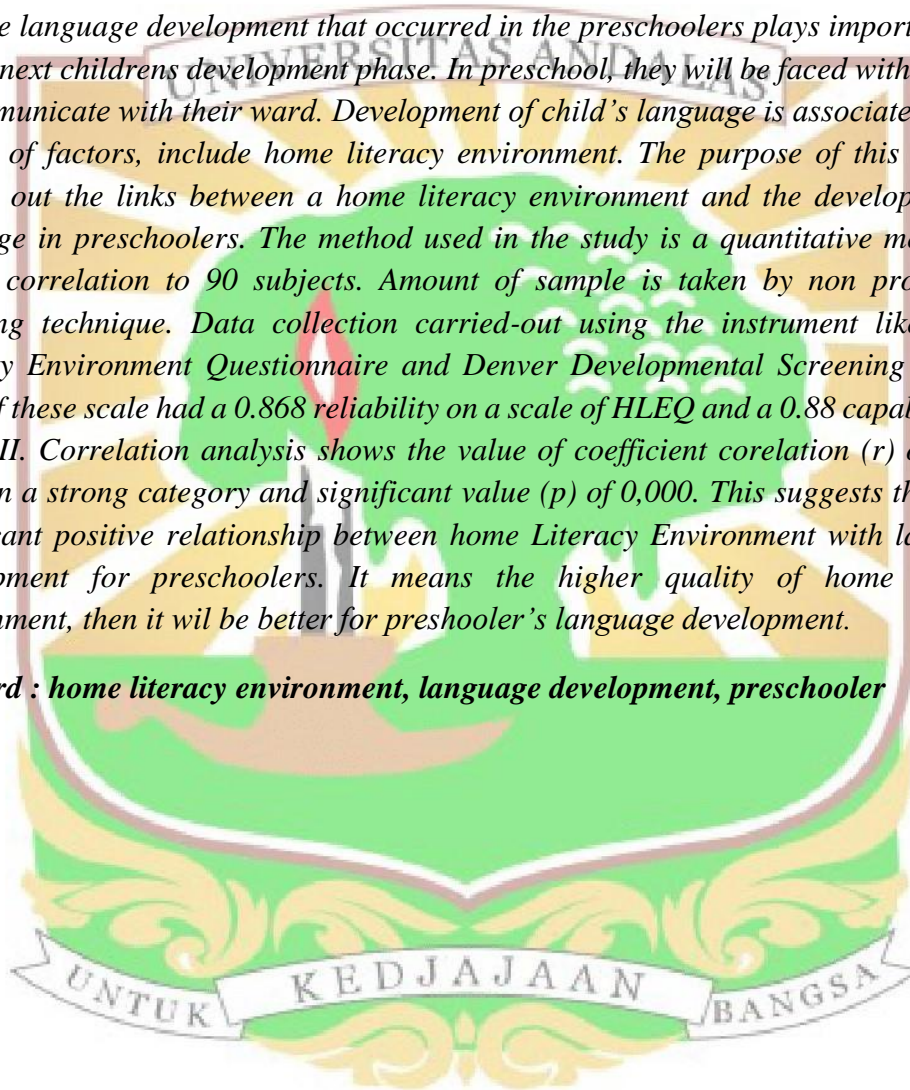 e language development that occurred in the preschoolers plays import
next childrens development phase. In preschool, they will be faced with
municate with their ward. Development of child's language is associate
of factors, include home literacy environment. The purpose of this
out the links between a home literacy environment and the develop
ge in preschoolers. The method used in the study is a quantitative me
correlation to 90 subjects. Amount of sample is taken by non pro
ng technique. Data collection carried-out using the instrument like
y Environment Questionnaire and Denver Developmental Screening
f these scale had a 0.868 reliability on a scale of HLEQ and a 0.88 capab
II. Correlation analysis shows the value of coefficient corelation (r)
n a strong category and significant value (p) of 0,000. This suggests th
ant positive relationship between home Literacy Environment with la
pment for preschoolers. It means the higher quality of home
nment, then it wil be better for preshooler's language development.
rd : home literacy environment, language development, preschooler
UNIVERSITAS ANDALAS
UNTUK KEDJAJAAN BANGSA